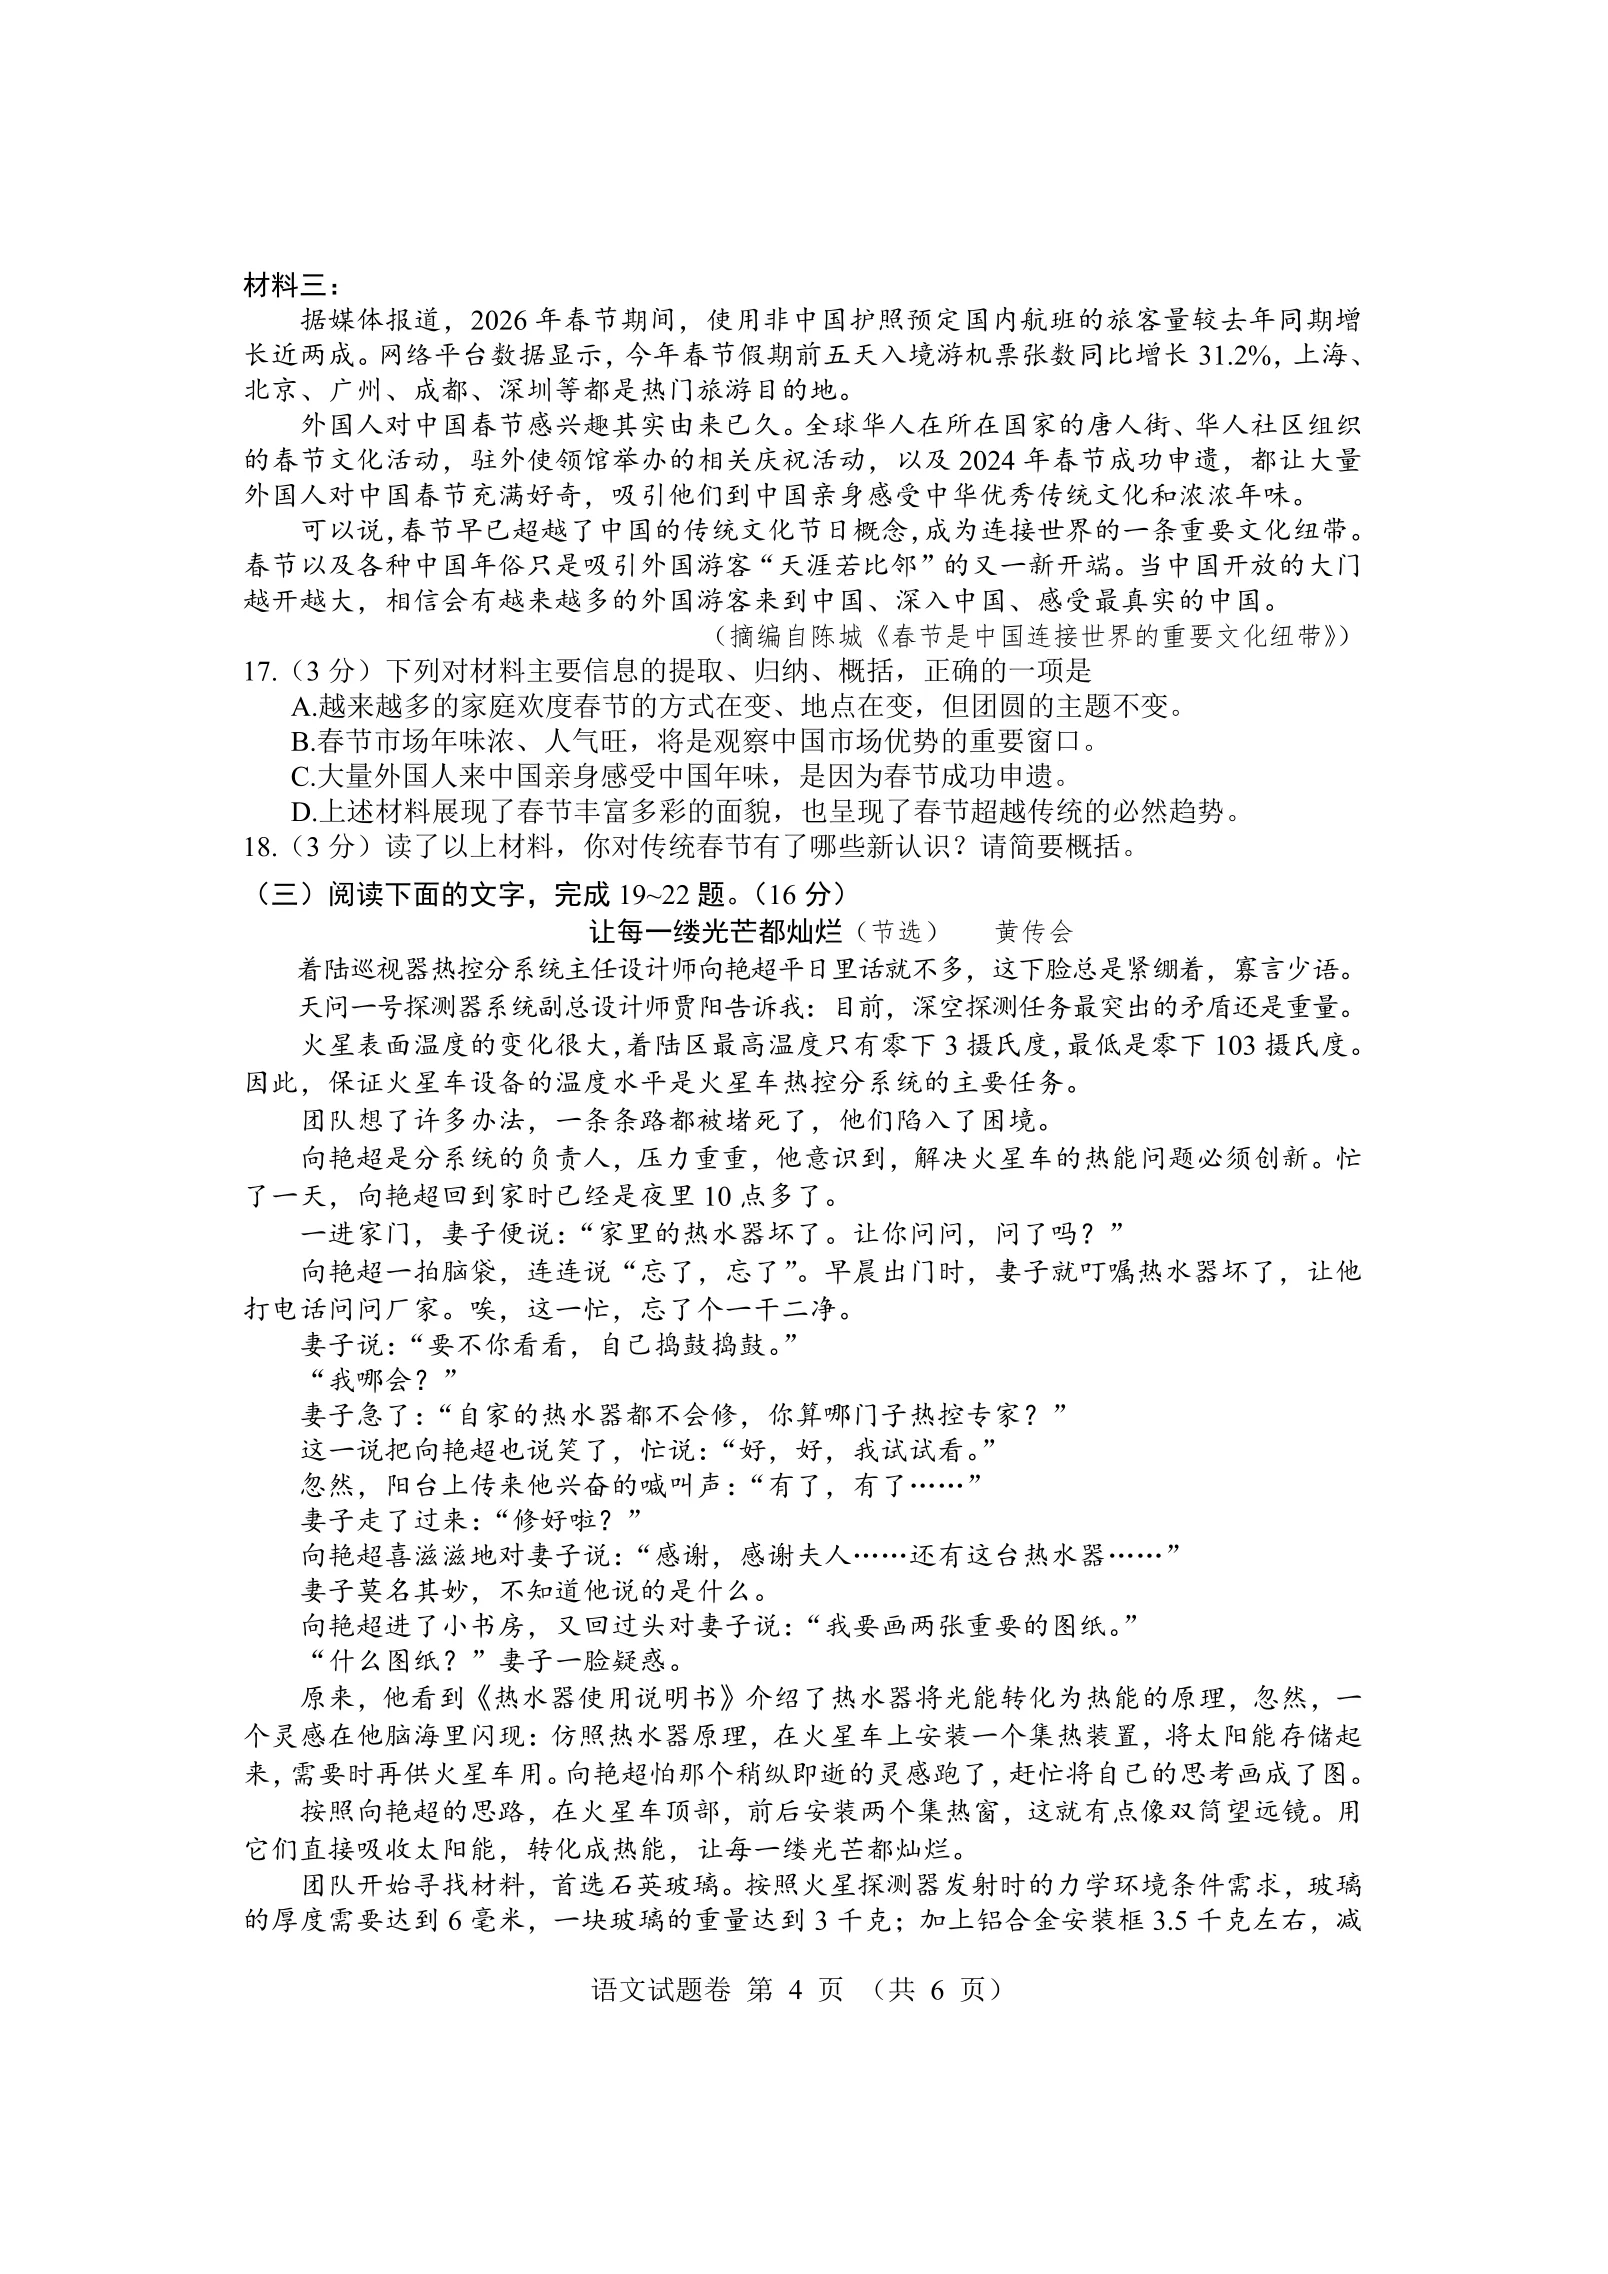 材料三：
据媒体报道，2026 年春节期间，使用非中国护照预定国内航班的旅客量较去年同期增
长近两成。网络平台数据显示，今年春节假期前五天入境游机票张数同比增长 31.2%，上海、
北京、广州、成都、深圳等都是热门旅游目的地。
外国人对中国春节感兴趣其实由来已久。全球华人在所在国家的唐人街、华人社区组织
的春节文化活动，驻外使领馆举办的相关庆祝活动，以及 2024 年春节成功申遗，都让大量
外国人对中国春节充满好奇，吸引他们到中国亲身感受中华优秀传统文化和浓浓年味。
可以说，春节早已超越了中国的传统文化节日概念，成为连接世界的一条重要文化纽带。
春节以及各种中国年俗只是吸引外国游客“天涯若比邻”的又一新开端。当中国开放的大门
越开越大，相信会有越来越多的外国游客来到中国、深入中国、感受最真实的中国。
（摘编自陈城《春节是中国连接世界的重要文化纽带》）
17.（3 分）下列对材料主要信息的提取、归纳、概括，正确的一项是
A.越来越多的家庭欢度春节的方式在变、地点在变，但团圆的主题不变。
B.春节市场年味浓、人气旺，将是观察中国市场优势的重要窗口。
C.大量外国人来中国亲身感受中国年味，是因为春节成功申遗。
D.上述材料展现了春节丰富多彩的面貌，也呈现了春节超越传统的必然趋势。
18.（3 分）读了以上材料，你对传统春节有了哪些新认识？请简要概括。
（三）阅读下面的文字，完成 19~22 题。（16 分）
让每一缕光芒都灿烂（节选） 黄传会
着陆巡视器热控分系统主任设计师向艳超平日里话就不多，这下脸总是紧绷着，寡言少语。
天问一号探测器系统副总设计师贾阳告诉我：目前，深空探测任务最突出的矛盾还是重量。
火星表面温度的变化很大，着陆区最高温度只有零下 3 摄氏度，最低是零下 103 摄氏度。
因此，保证火星车设备的温度水平是火星车热控分系统的主要任务。
团队想了许多办法，一条条路都被堵死了，他们陷入了困境。
向艳超是分系统的负责人，压力重重，他意识到，解决火星车的热能问题必须创新。忙
了一天，向艳超回到家时已经是夜里 10 点多了。
一进家门，妻子便说：“家里的热水器坏了。让你问问，问了吗？”
向艳超一拍脑袋，连连说“忘了，忘了”。早晨出门时，妻子就叮嘱热水器坏了，让他
打电话问问厂家。唉，这一忙，忘了个一干二净。
妻子说：“要不你看看，自己捣鼓捣鼓。”
“我哪会？”
妻子急了：“自家的热水器都不会修，你算哪门子热控专家？”
这一说把向艳超也说笑了，忙说：“好，好，我试试看。”
忽然，阳台上传来他兴奋的喊叫声：“有了，有了……”
妻子走了过来：“修好啦？”
向艳超喜滋滋地对妻子说：“感谢，感谢夫人……还有这台热水器……”
妻子莫名其妙，不知道他说的是什么。
向艳超进了小书房，又回过头对妻子说：“我要画两张重要的图纸。”
“什么图纸？”妻子一脸疑惑。
原来，他看到《热水器使用说明书》介绍了热水器将光能转化为热能的原理，忽然，一
个灵感在他脑海里闪现：仿照热水器原理，在火星车上安装一个集热装置，将太阳能存储起
来，需要时再供火星车用。向艳超怕那个稍纵即逝的灵感跑了，赶忙将自己的思考画成了图。
按照向艳超的思路，在火星车顶部，前后安装两个集热窗，这就有点像双筒望远镜。用
它们直接吸收太阳能，转化成热能，让每一缕光芒都灿烂。
团队开始寻找材料，首选石英玻璃。按照火星探测器发射时的力学环境条件需求，玻璃
的厚度需要达到 6 毫米，一块玻璃的重量达到 3 千克；加上铝合金安装框 3.5 千克左右，减
语文试题卷 第 4 页 （共 6 页）